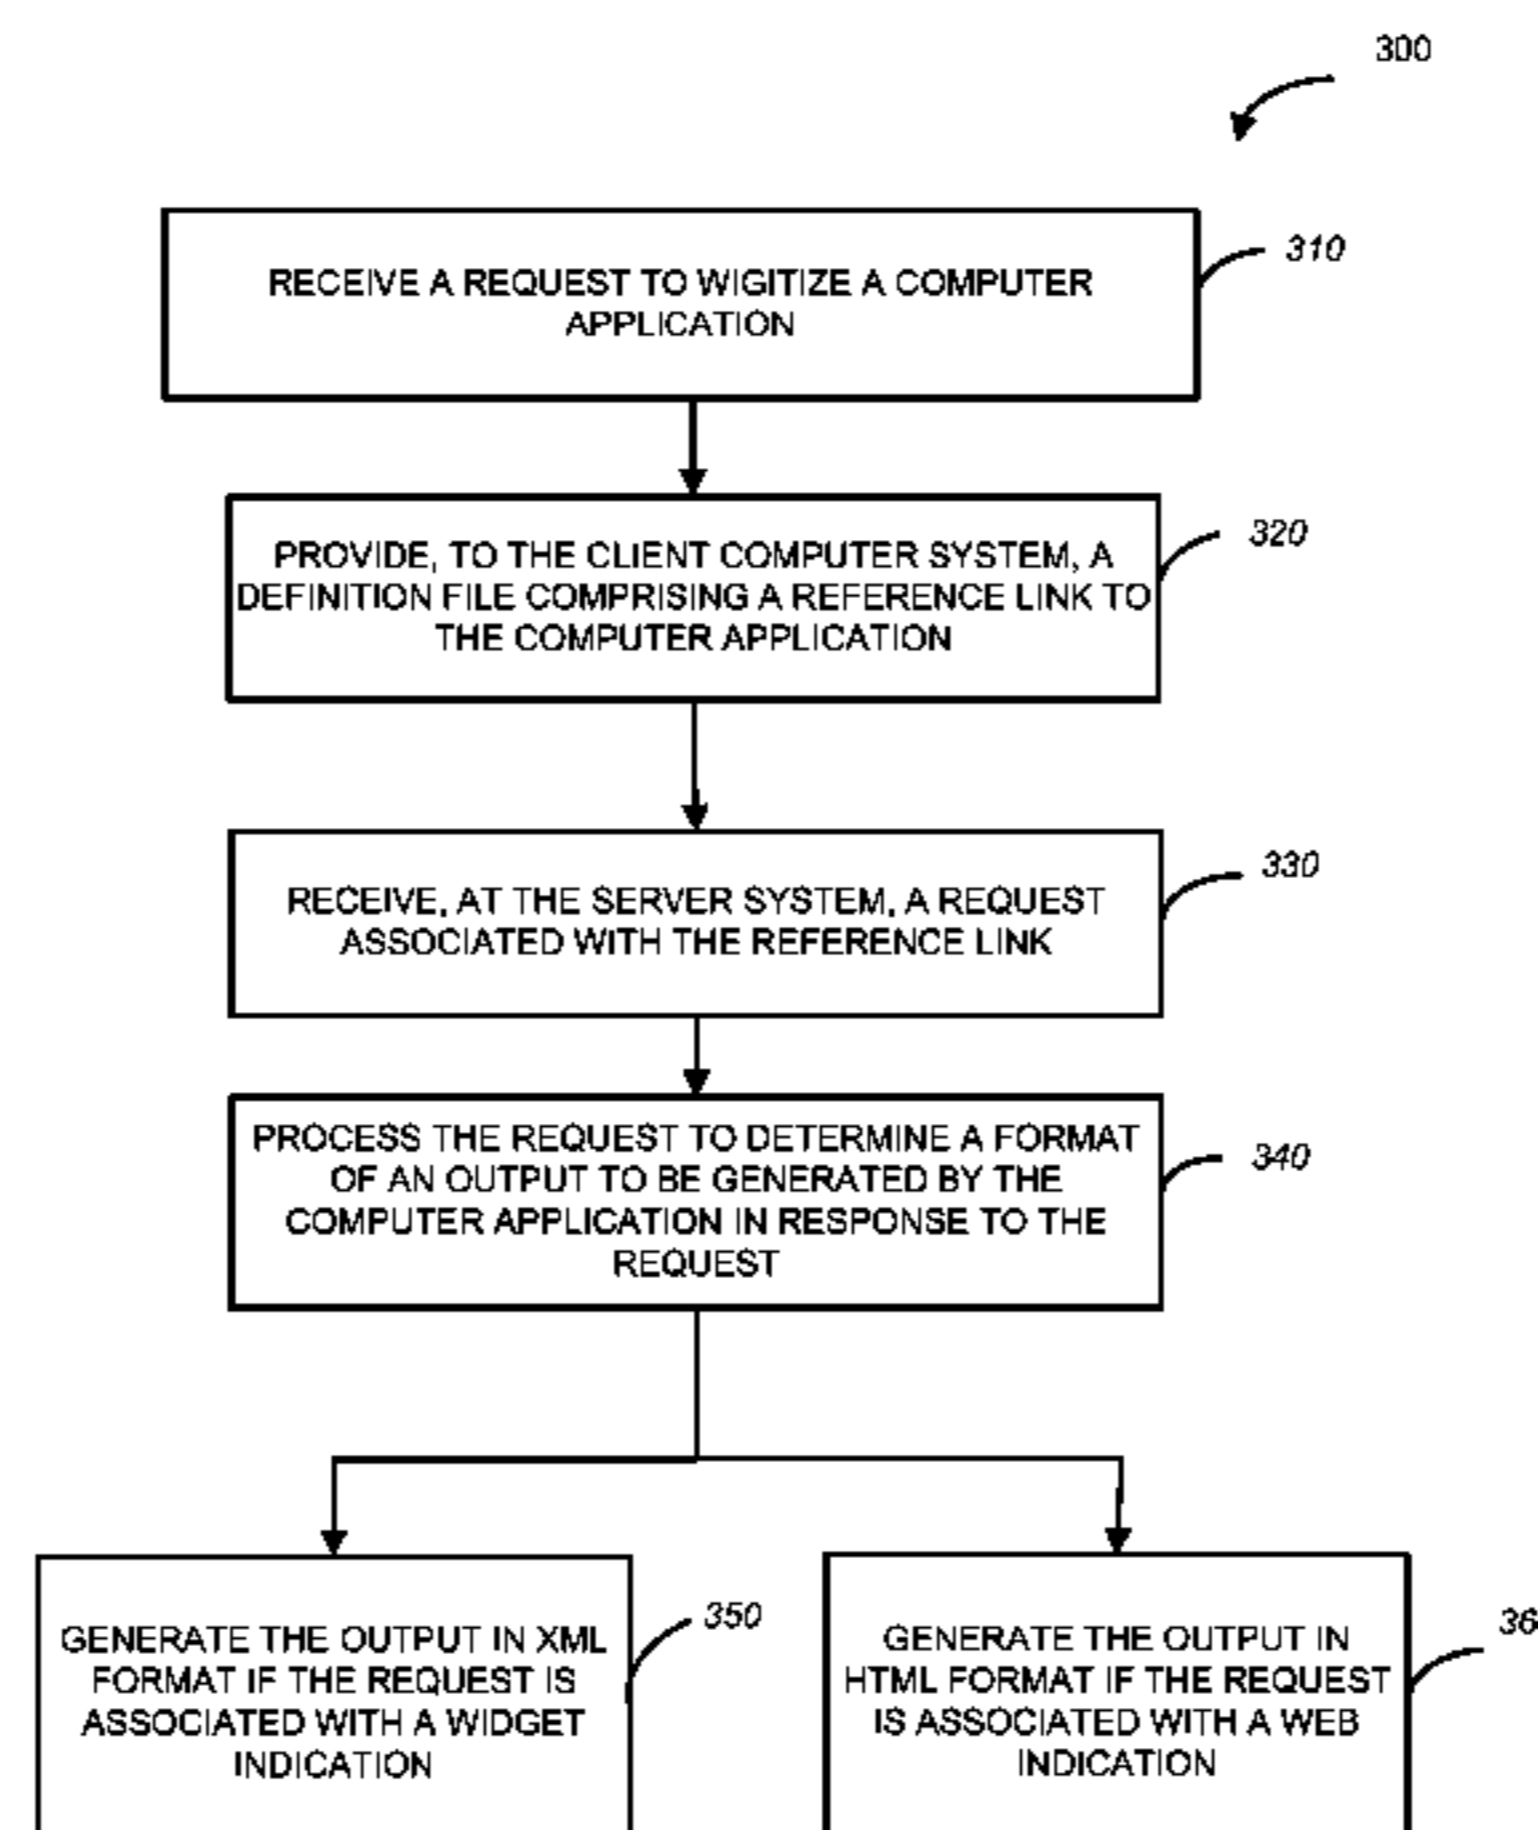 300
310
RECEIVE A REQUEST TO WIGITIZE A COMPUTER
APPLICATION
320
PROVIDE, TO THE CLIENT COMPUTER SYSTEM, A
DEFINITION FILE COMPRISING A REFERENCE LINK TO
THE COMPUTER APPLICATION
330
RECEIVE, AT THE SERVER SYSTEM, A REQUEST
ASSOCIATED WITH THE REFERENCE LINK
340
PROCESS THE REQUEST TO DETERMINE A FORMAT
OF AN OUTPUT TO BE GENERATED BY THE
COMPUTER APPLICATION IN RESPONSE TO THE
REQUEST
350
GENERATE THE OUTPUT IN XML
FORMAT IF THE REQUEST IS
ASSOCIATED WITH A WIDGET
INDICATION
GENERATE THE OUTPUT IN
HTML FORMAT IF THE REQUEST
IS ASSOCIATED WITH A WEB
INDICATION